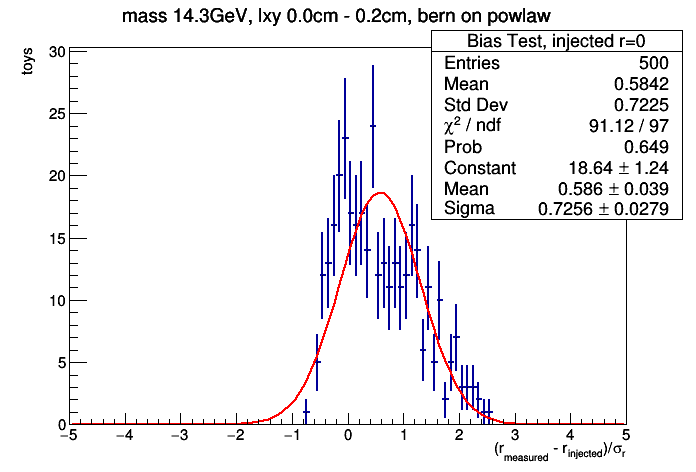 mass 14.3GeV, lxy 0.0cm - 0.2cm, bern on powlaw
Bias Test, injected r=0
Entries 500
Mean 0.5842
Std Dev 0.7225
χ² / ndf 91.12 / 97
Prob 0.649
Constant 18.64 ± 1.24
Mean 0.586 ± 0.039
Sigma 0.7256 ± 0.0279
toys
30
25
20
15
10
5
0
−5 −4 −3 −2 −1 0 1 2 3 4 5
(r_measured - r_injected)/σ_r